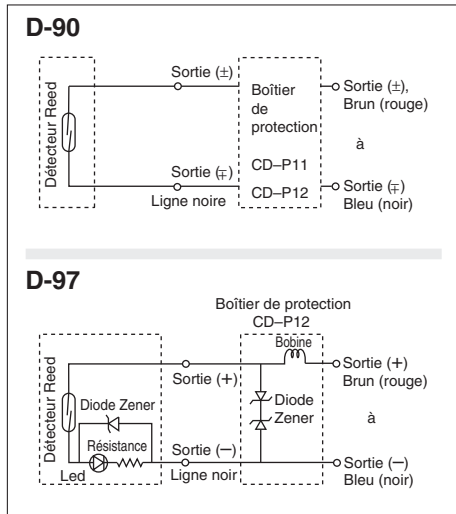 D-90
Détecteur Reed
Sortie (±)
Boîtier
de
protection
CD–P11
CD–P12
Sortie (±),
Brun (rouge)
à
Sortie (∓)
Ligne noire
Sortie (∓)
Bleu (noir)
D-97
Boîtier de protection
CD–P12
Bobine
Détecteur Reed
Sortie (+)
Sortie (+)
Brun (rouge)
Diode Zener
Diode
Zener
à
Résistance
Led
Sortie (—)
Ligne noir
Sortie (—)
Bleu (noir)